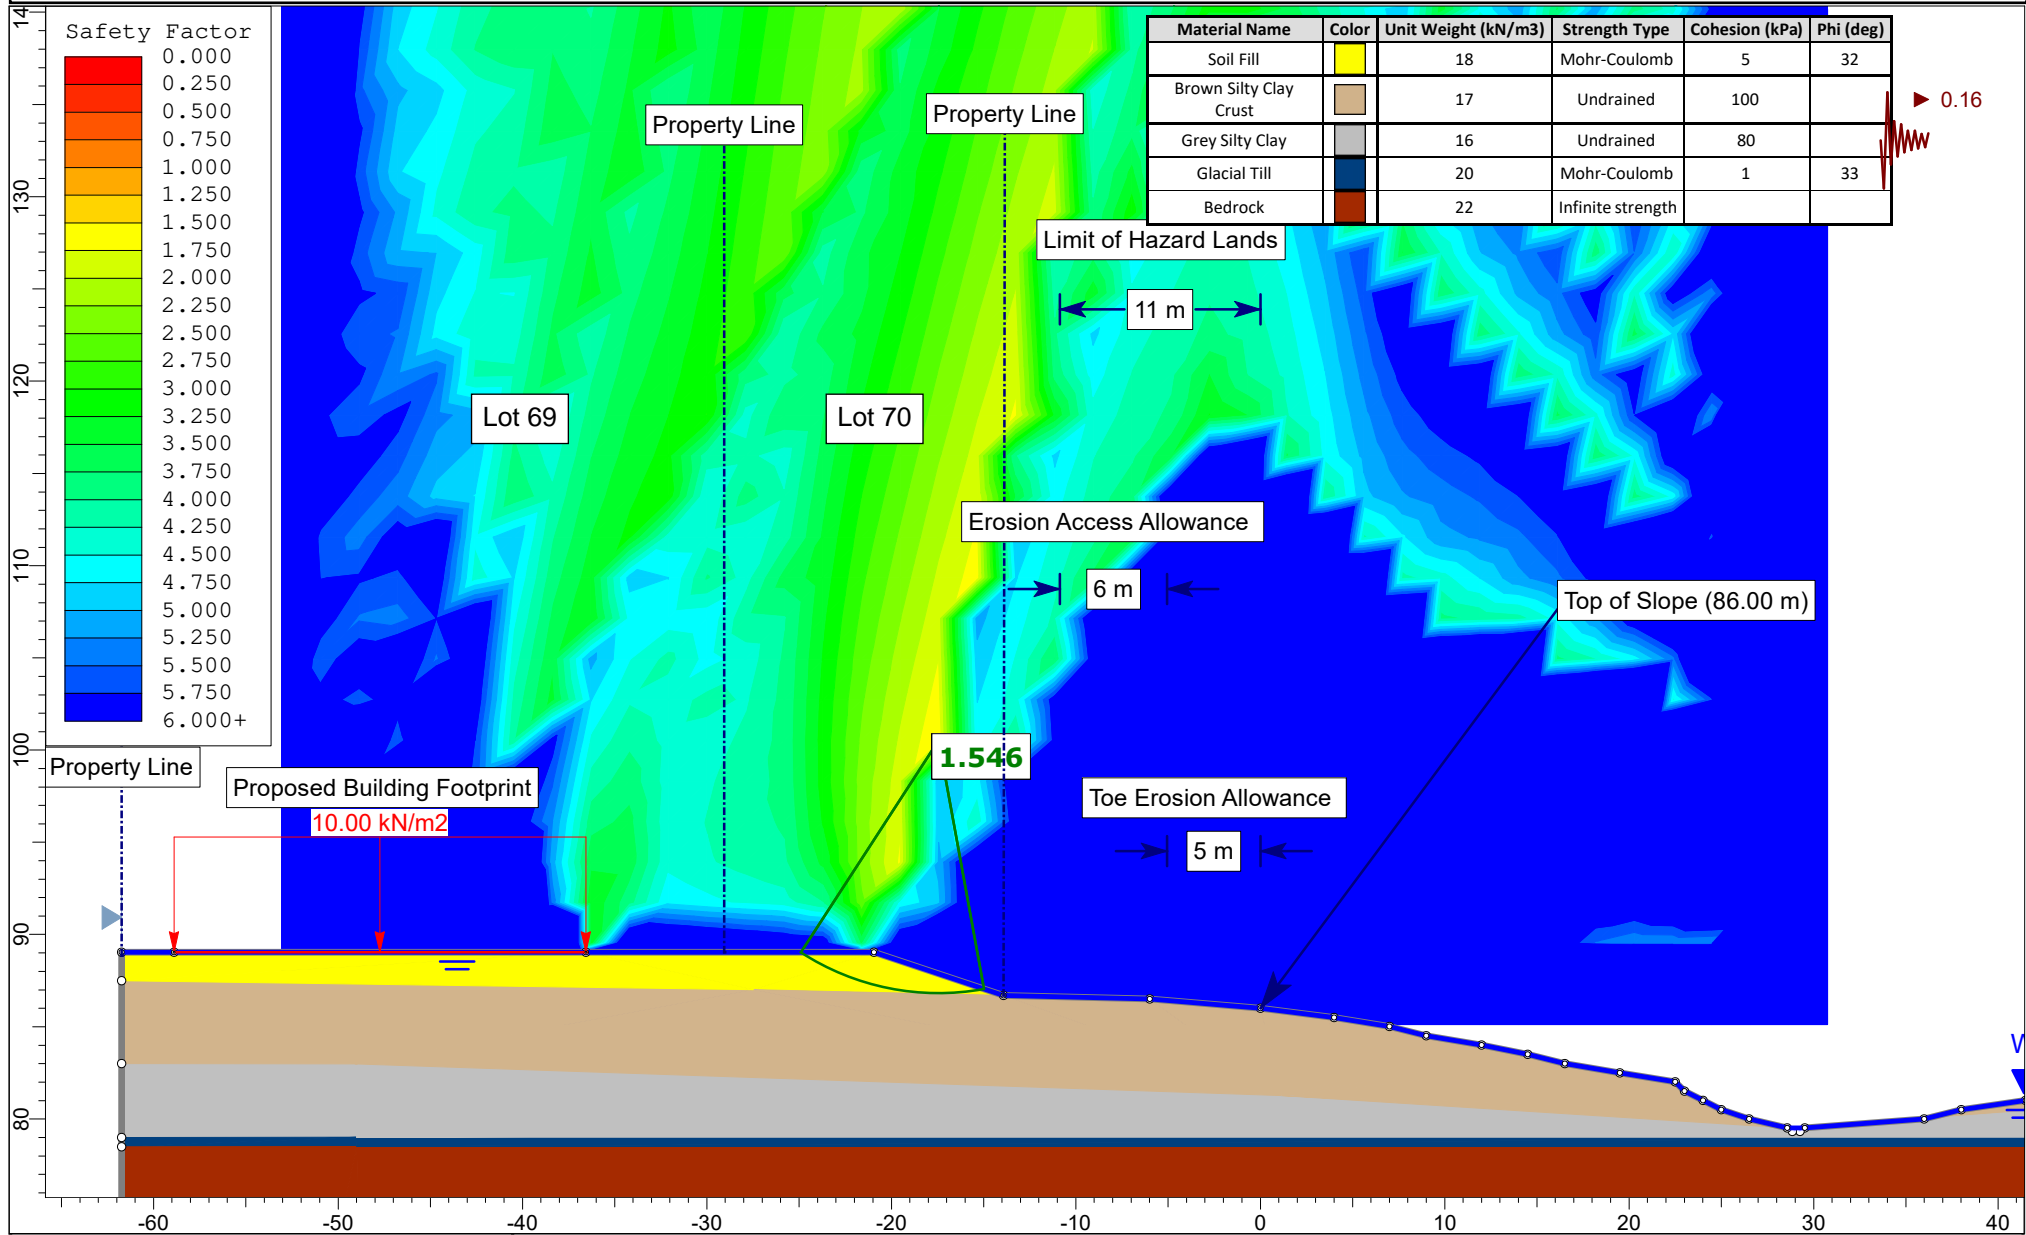 Safety Factor
0.000
0.250
0.500
0.750
1.000
1.250
1.500
1.750
2.000
2.250
2.500
2.750
3.000
3.250
3.500
3.750
4.000
4.250
4.500
4.750
5.000
5.250
5.500
5.750
6.000+
Material Name Color Unit Weight (kN/m3) Strength Type Cohesion (kPa) Phi (deg)
Soil Fill 18 Mohr-Coulomb 5 32
Brown Silty Clay
Crust 17 Undrained 100
Grey Silty Clay 16 Undrained 80
Glacial Till 20 Mohr-Coulomb 1 33
Bedrock 22 Infinite strength
0.16
Property Line
Property Line
Limit of Hazard Lands
11 m
Lot 69
Lot 70
Erosion Access Allowance
6 m
Top of Slope (86.00 m)
1.546
Property Line
Proposed Building Footprint
10.00 kN/m2
Toe Erosion Allowance
5 m
W
14
130
120
110
100
90
80
-60 -50 -40 -30 -20 -10 0 10 20 30 40